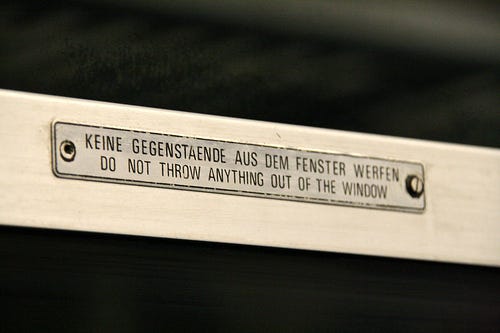 KEINE GEGENSTAENDE AUS DEM FENSTER WERFEN
DO NOT THROW ANYTHING OUT OF THE WINDOW